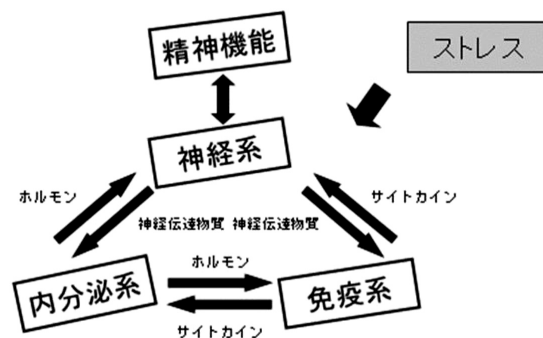 精神機能
ストレス
神経系
ホルモン
サイトカイン
神経伝達物質 神経伝達物質
ホルモン
内分泌系
免疫系
サイトカイン